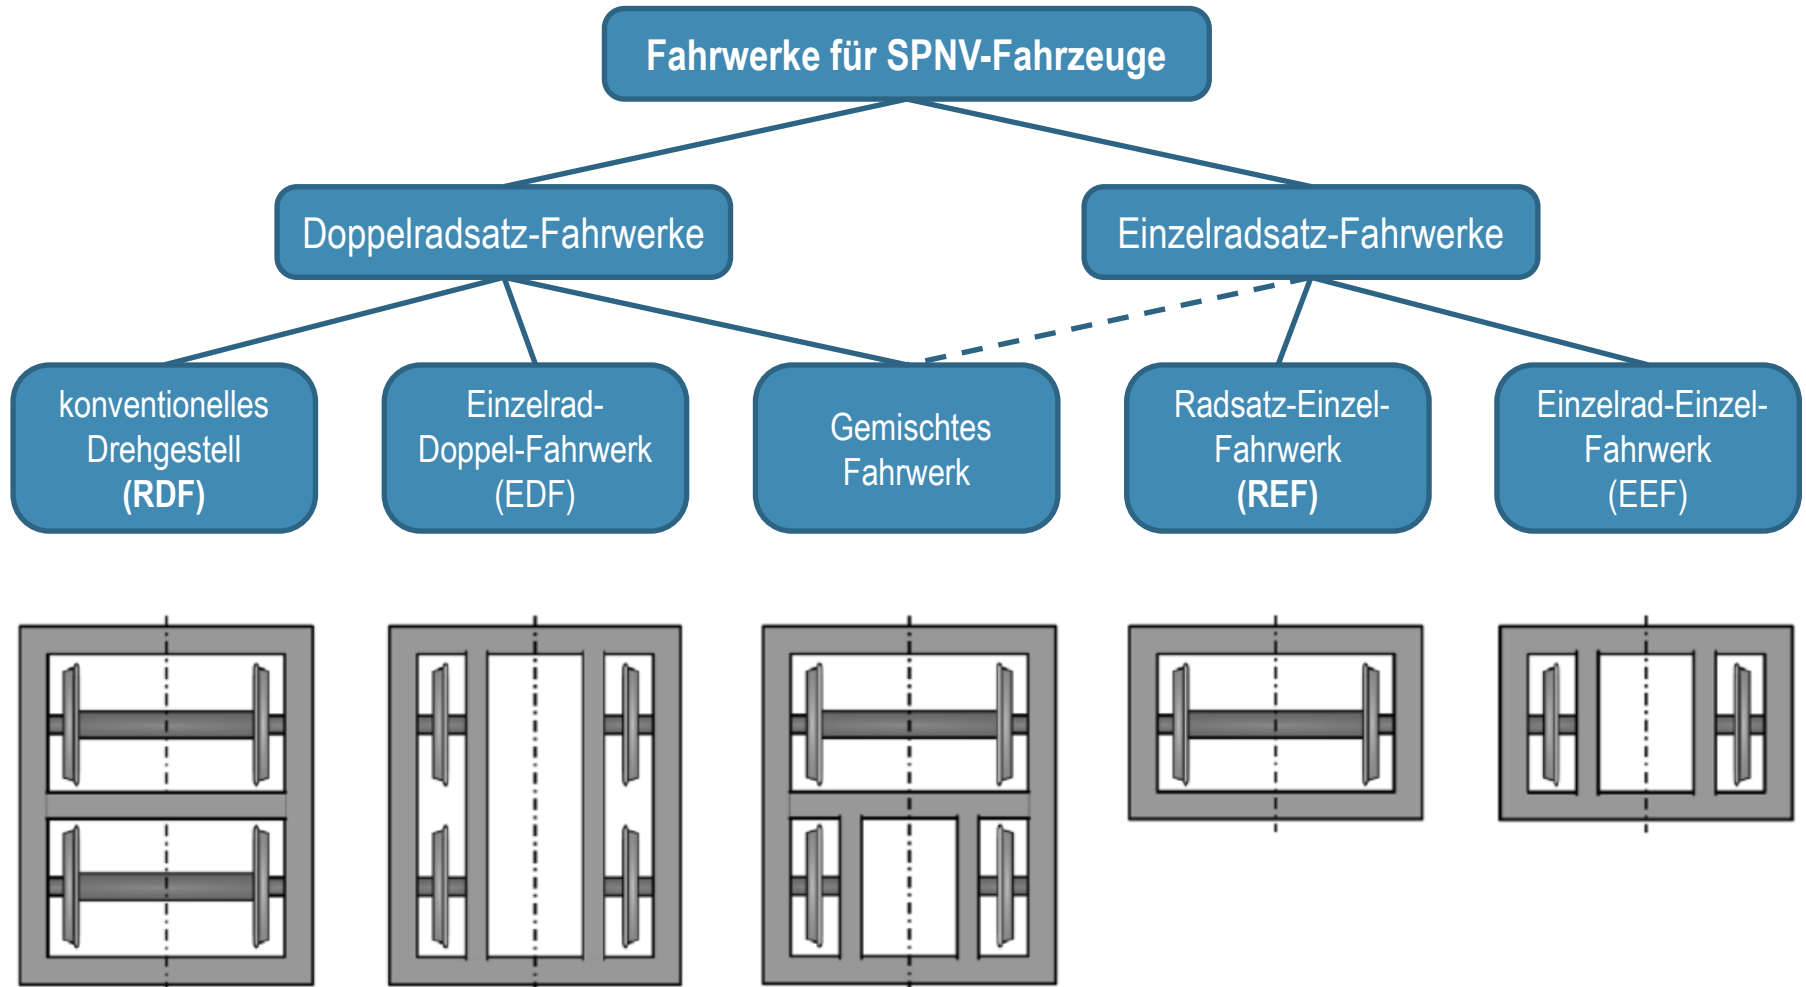 Fahrwerke für SPNV-Fahrzeuge
Doppelradsatz-Fahrwerke
Einzelradsatz-Fahrwerke
konventionelles
Drehgestell
(RDF)
Einzelrad-
Doppel-Fahrwerk
(EDF)
Gemischtes
Fahrwerk
Radsatz-Einzel-
Fahrwerk
(REF)
Einzelrad-Einzel-
Fahrwerk
(EEF)